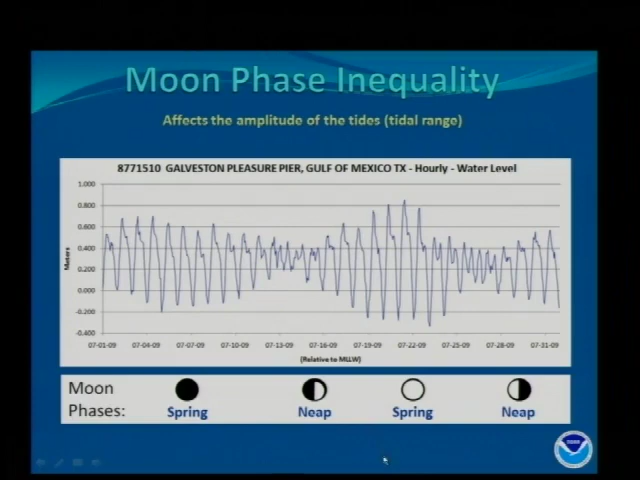 Moon Phase Inequality
Affects the amplitude of the tides (tidal range)
8771510 GALVESTON PLEASURE PIER, GULF OF MEXICO TX - Hourly - Water Level
1.000
0.800
0.600
0.400
0.200
0.000
-0.200
-0.400
Meters
07-01-09 07-04-09 07-07-09 07-10-09 07-13-09 07-16-09 07-19-09 07-22-09 07-25-09 07-28-09 07-31-09
(Relative to MLLW)
Moon
Phases:
Spring Neap Spring Neap